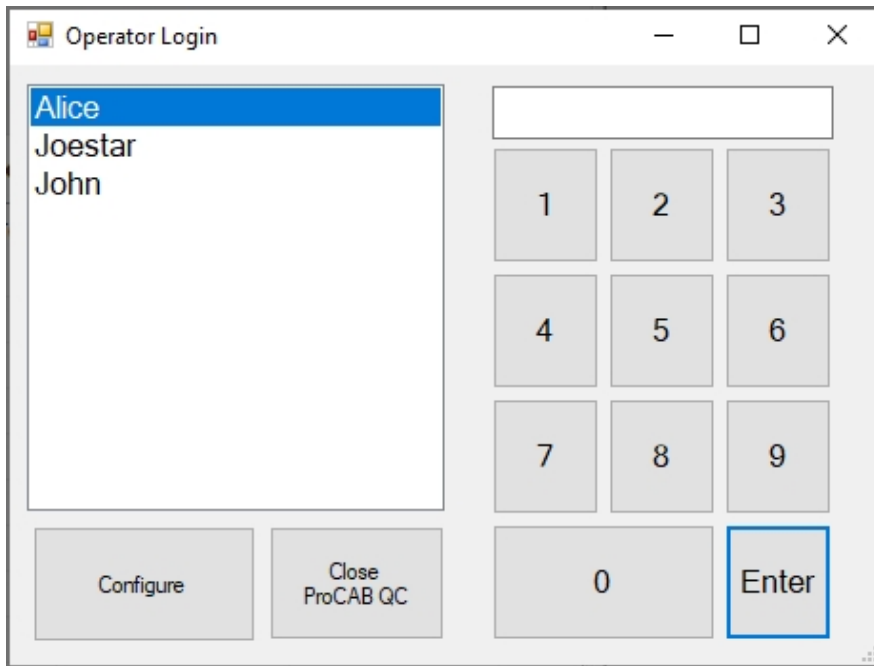 Operator Login
Alice
Joestar
John
1 2 3
4 5 6
7 8 9
0 Enter
Configure
Close
ProCAB QC